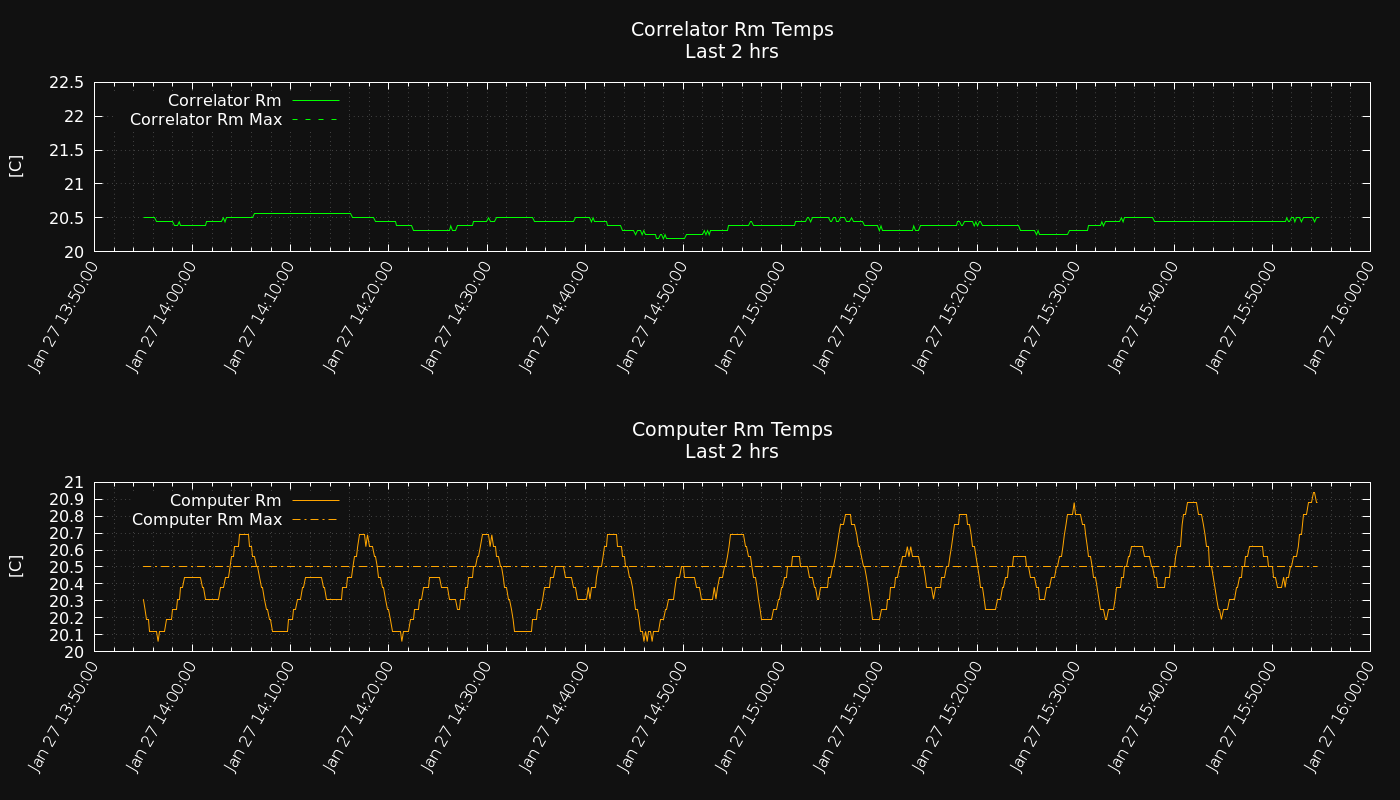 Correlator Rm Temps
Last 2 hrs
22.5
22
21.5
21
20.5
20
[C]
Correlator Rm
Correlator Rm Max
Jan 27 13:50:00
Jan 27 14:00:00
Jan 27 14:10:00
Jan 27 14:20:00
Jan 27 14:30:00
Jan 27 14:40:00
Jan 27 14:50:00
Jan 27 15:00:00
Jan 27 15:10:00
Jan 27 15:20:00
Jan 27 15:30:00
Jan 27 15:40:00
Jan 27 15:50:00
Jan 27 16:00:00
Computer Rm Temps
Last 2 hrs
21
20.9
20.8
20.7
20.6
20.5
20.4
20.3
20.2
20.1
20
[C]
Computer Rm
Computer Rm Max
Jan 27 13:50:00
Jan 27 14:00:00
Jan 27 14:10:00
Jan 27 14:20:00
Jan 27 14:30:00
Jan 27 14:40:00
Jan 27 14:50:00
Jan 27 15:00:00
Jan 27 15:10:00
Jan 27 15:20:00
Jan 27 15:30:00
Jan 27 15:40:00
Jan 27 15:50:00
Jan 27 16:00:00